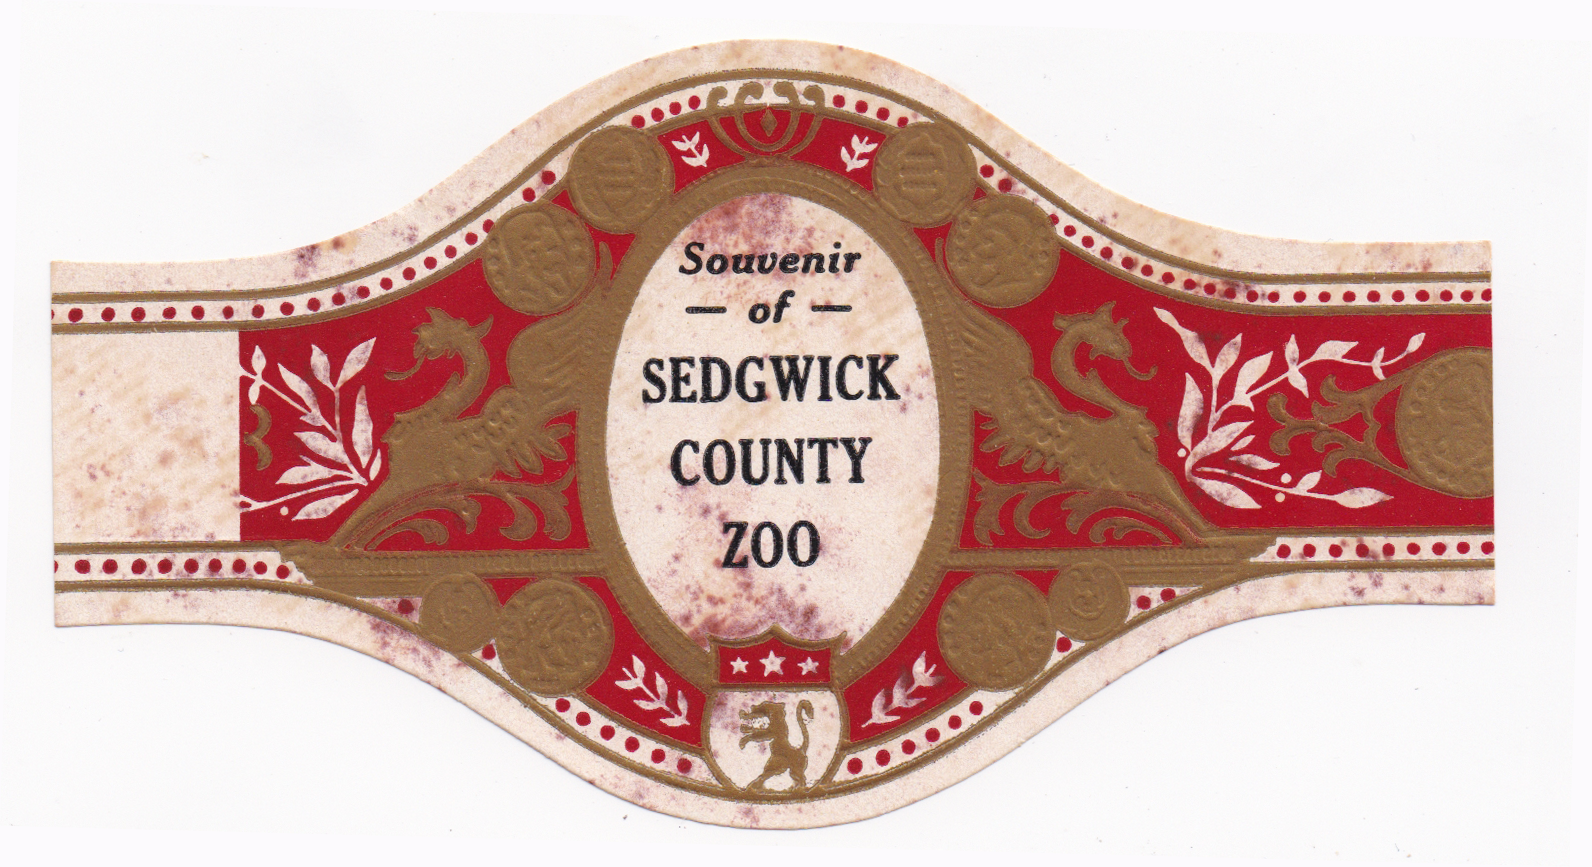 Souvenir
— of —
SEDGWICK
COUNTY
ZOO